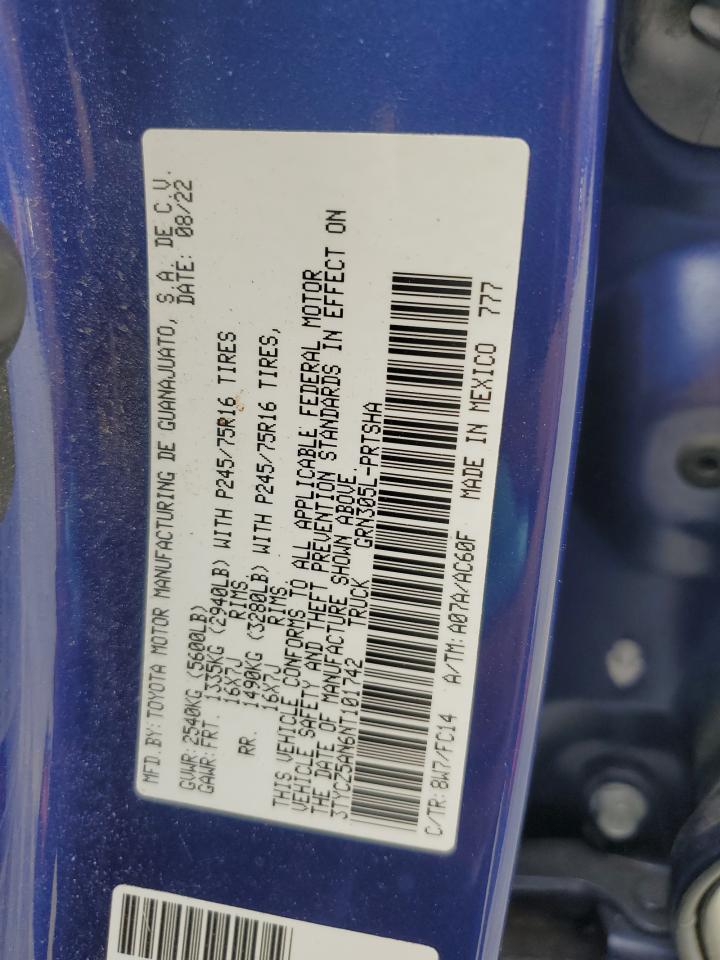 MFD.BY:TOYOTA MOTOR MANUFACTURING DE GUANAJUATO, S.A. DE C.V.
DATE: 08/22
GVWR:2540KG (5600LB)
GAWR:FRT. 1335KG (2940LB) WITH P245/75R16 TIRES
16X7J RIMS
RR. 1490KG (3280LB) WITH P245/75R16 TIRES,
16X7J RIMS
THIS VEHICLE CONFORMS TO ALL APPLICABLE FEDERAL MOTOR
VEHICLE SAFETY AND THEFT PREVENTION STANDARDS IN EFFECT ON
THE DATE OF MANUFACTURE SHOWN ABOVE.
3TYCZ5AN6NT101742 TRUCK GRN305L-PRTSHA
C/TR:8W7/FC14 A/TM:A07A/AC60F MADE IN MEXICO 777